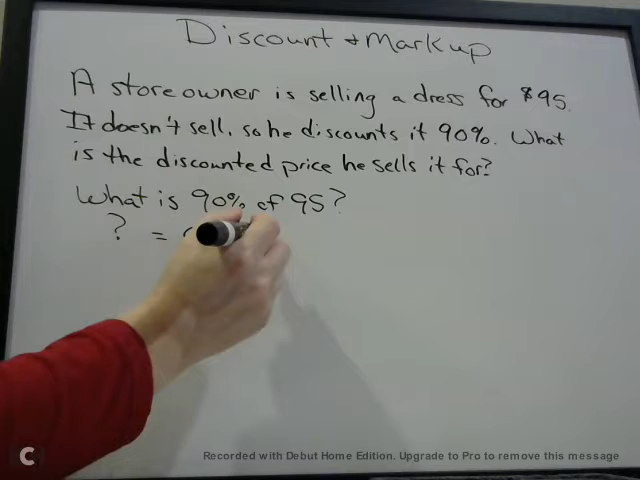 Discount + Markup
A store owner is selling a dress for $95.
It doesn't sell, so he discounts it 90%. What
is the discounted price he sells it for?
What is 90% of 95?
? =
C
Recorded with Debut Home Edition. Upgrade to Pro to remove this message